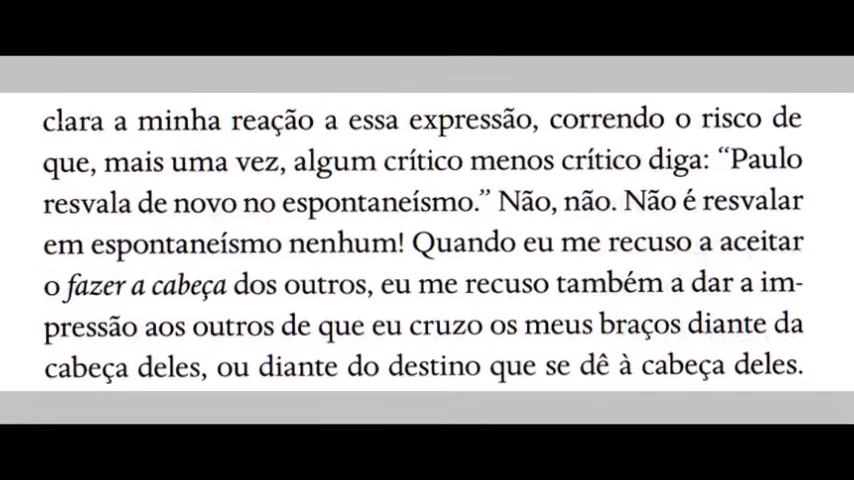 clara a minha reação a essa expressão, correndo o risco de
que, mais uma vez, algum crítico menos crítico diga: “Paulo
resvala de novo no espontaneísmo.” Não, não. Não é resvalar
em espontaneísmo nenhum! Quando eu me recuso a aceitar
o fazer a cabeça dos outros, eu me recuso também a dar a im-
pressão aos outros de que eu cruzo os meus braços diante da
cabeça deles, ou diante do destino que se dê à cabeça deles.